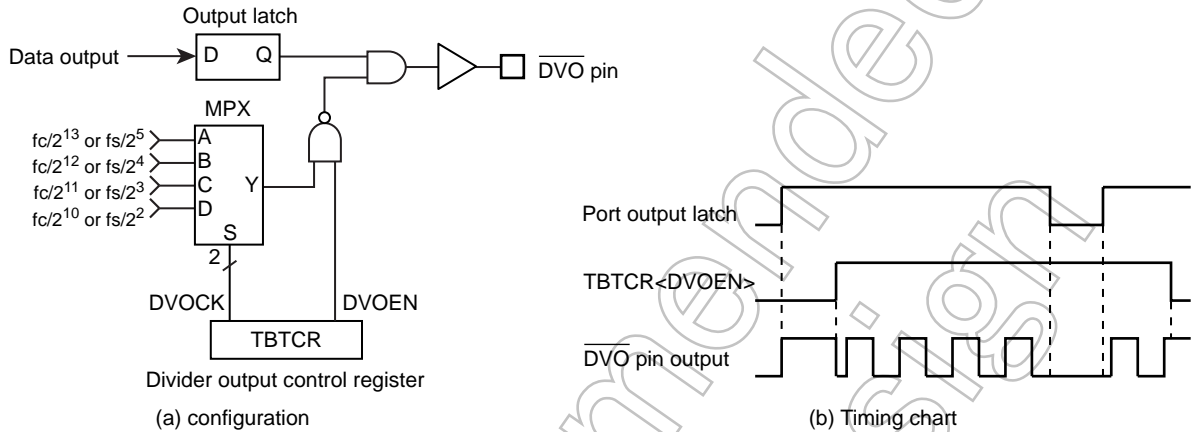 Output latch
Data output
D Q
DVO pin
MPX
fc/2^13 or fs/2^5
A
fc/2^12 or fs/2^4
B
fc/2^11 or fs/2^3
C
Y
fc/2^10 or fs/2^2
D
S
2
DVOCK
DVOEN
TBTCR
Divider output control register
(a) configuration
Port output latch
TBTCR<DVOEN>
DVO pin output
(b) Timing chart